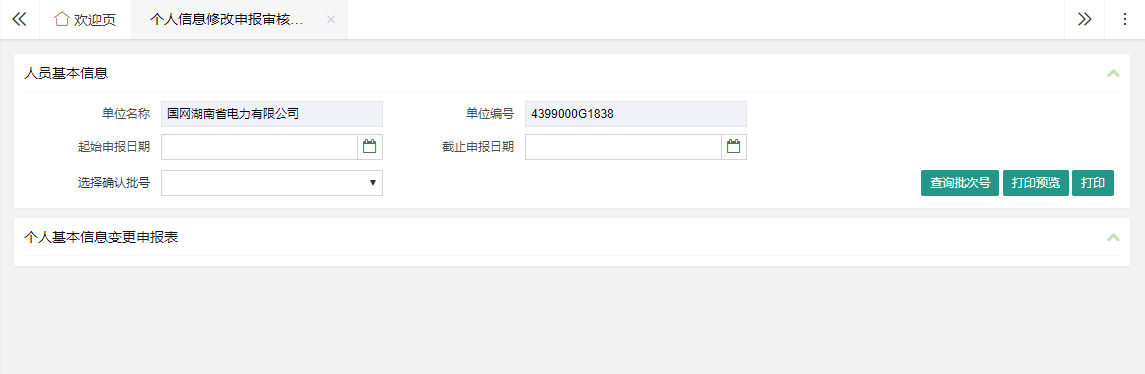 欢迎页 个人信息修改申报审核...
人员基本信息
单位名称 国网湖南省电力有限公司 单位编号 4399000G1838
起始申报日期 截止申报日期
选择确认批号 查询批次号 打印预览 打印
个人基本信息变更申报表